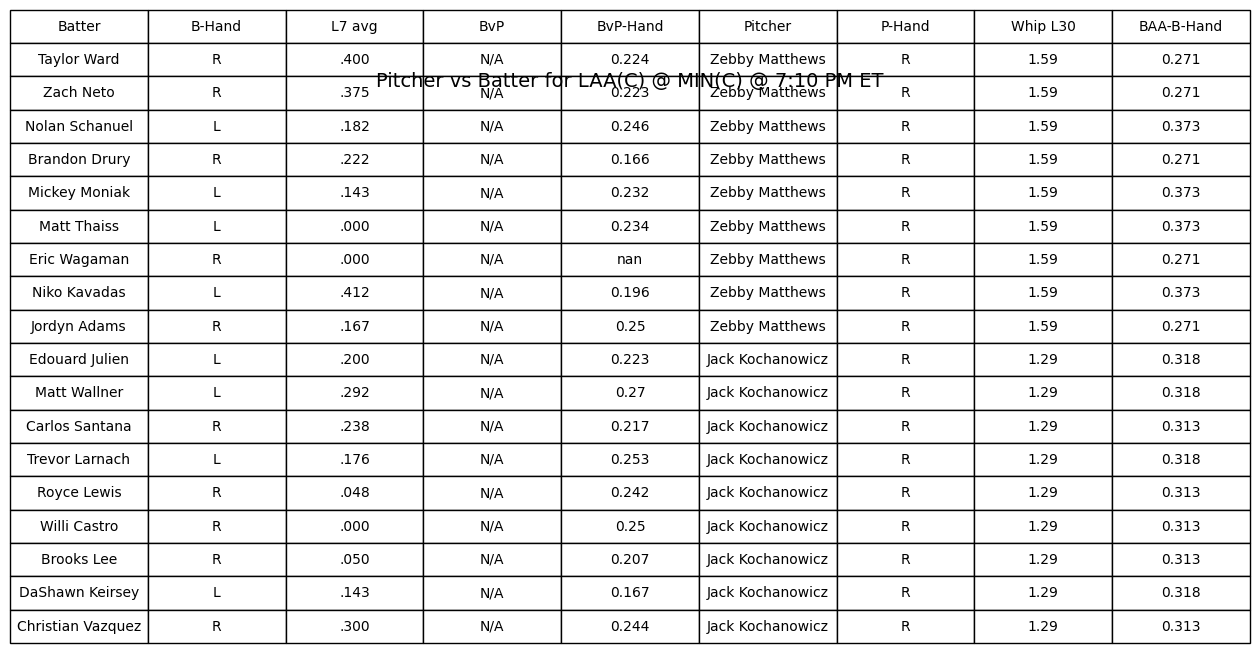 Batter B-Hand L7 avg BvP BvP-Hand Pitcher P-Hand Whip L30 BAA-B-Hand
Taylor Ward R .400 N/A 0.224 Zebby Matthews R 1.59 0.271
Pitcher vs Batter for LAA(C) @ MIN(C) @ 7:10 PM ET
Zach Neto R .375 N/A 0.223 Zebby Matthews R 1.59 0.271
Nolan Schanuel L .182 N/A 0.246 Zebby Matthews R 1.59 0.373
Brandon Drury R .222 N/A 0.166 Zebby Matthews R 1.59 0.271
Mickey Moniak L .143 N/A 0.232 Zebby Matthews R 1.59 0.373
Matt Thaiss L .000 N/A 0.234 Zebby Matthews R 1.59 0.373
Eric Wagaman R .000 N/A nan Zebby Matthews R 1.59 0.271
Niko Kavadas L .412 N/A 0.196 Zebby Matthews R 1.59 0.373
Jordyn Adams R .167 N/A 0.25 Zebby Matthews R 1.59 0.271
Edouard Julien L .200 N/A 0.223 Jack Kochanowicz R 1.29 0.318
Matt Wallner L .292 N/A 0.27 Jack Kochanowicz R 1.29 0.318
Carlos Santana R .238 N/A 0.217 Jack Kochanowicz R 1.29 0.313
Trevor Larnach L .176 N/A 0.253 Jack Kochanowicz R 1.29 0.318
Royce Lewis R .048 N/A 0.242 Jack Kochanowicz R 1.29 0.313
Willi Castro R .000 N/A 0.25 Jack Kochanowicz R 1.29 0.313
Brooks Lee R .050 N/A 0.207 Jack Kochanowicz R 1.29 0.313
DaShawn Keirsey L .143 N/A 0.167 Jack Kochanowicz R 1.29 0.318
Christian Vazquez R .300 N/A 0.244 Jack Kochanowicz R 1.29 0.313